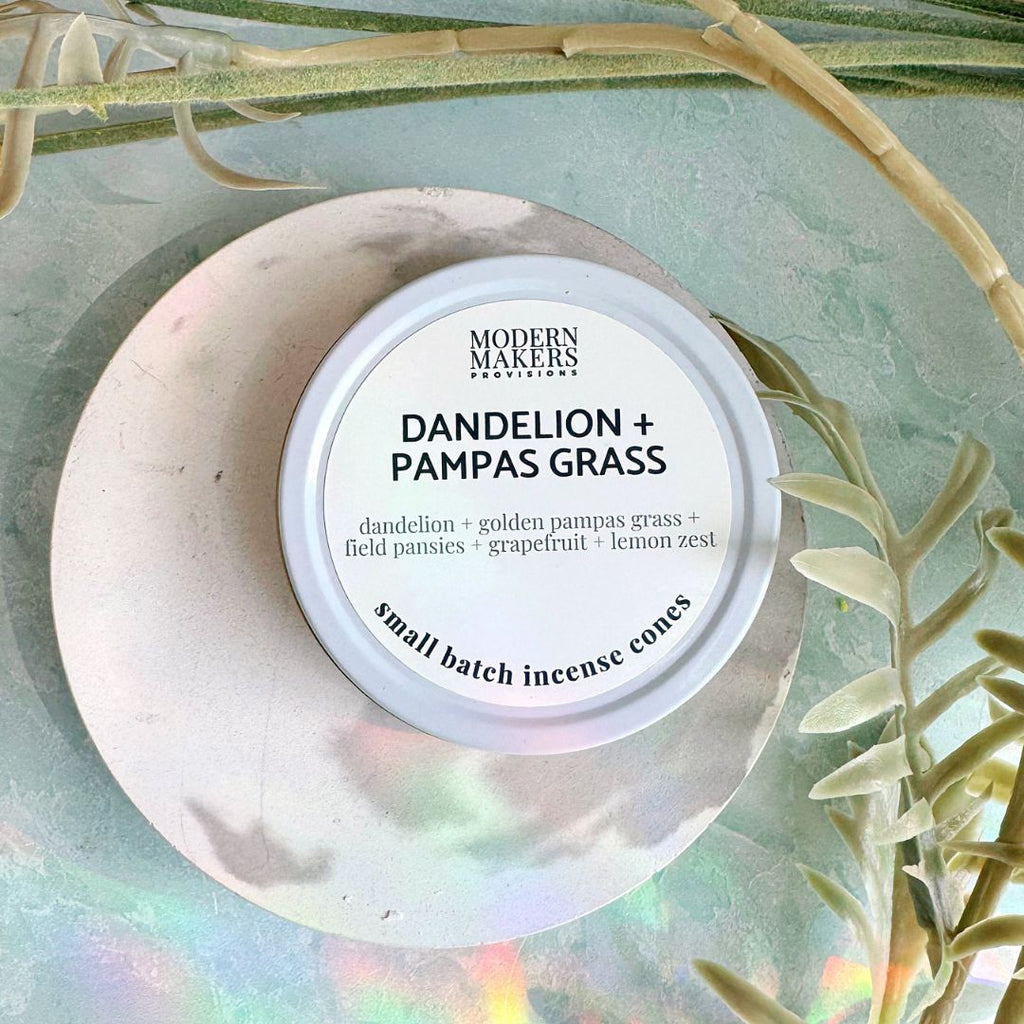 MODERN
MAKERS
PROVISIONS
DANDELION +
PAMPAS GRASS
dandelion + golden pampas grass +
field pansies + grapefruit + lemon zest
small batch incense cones